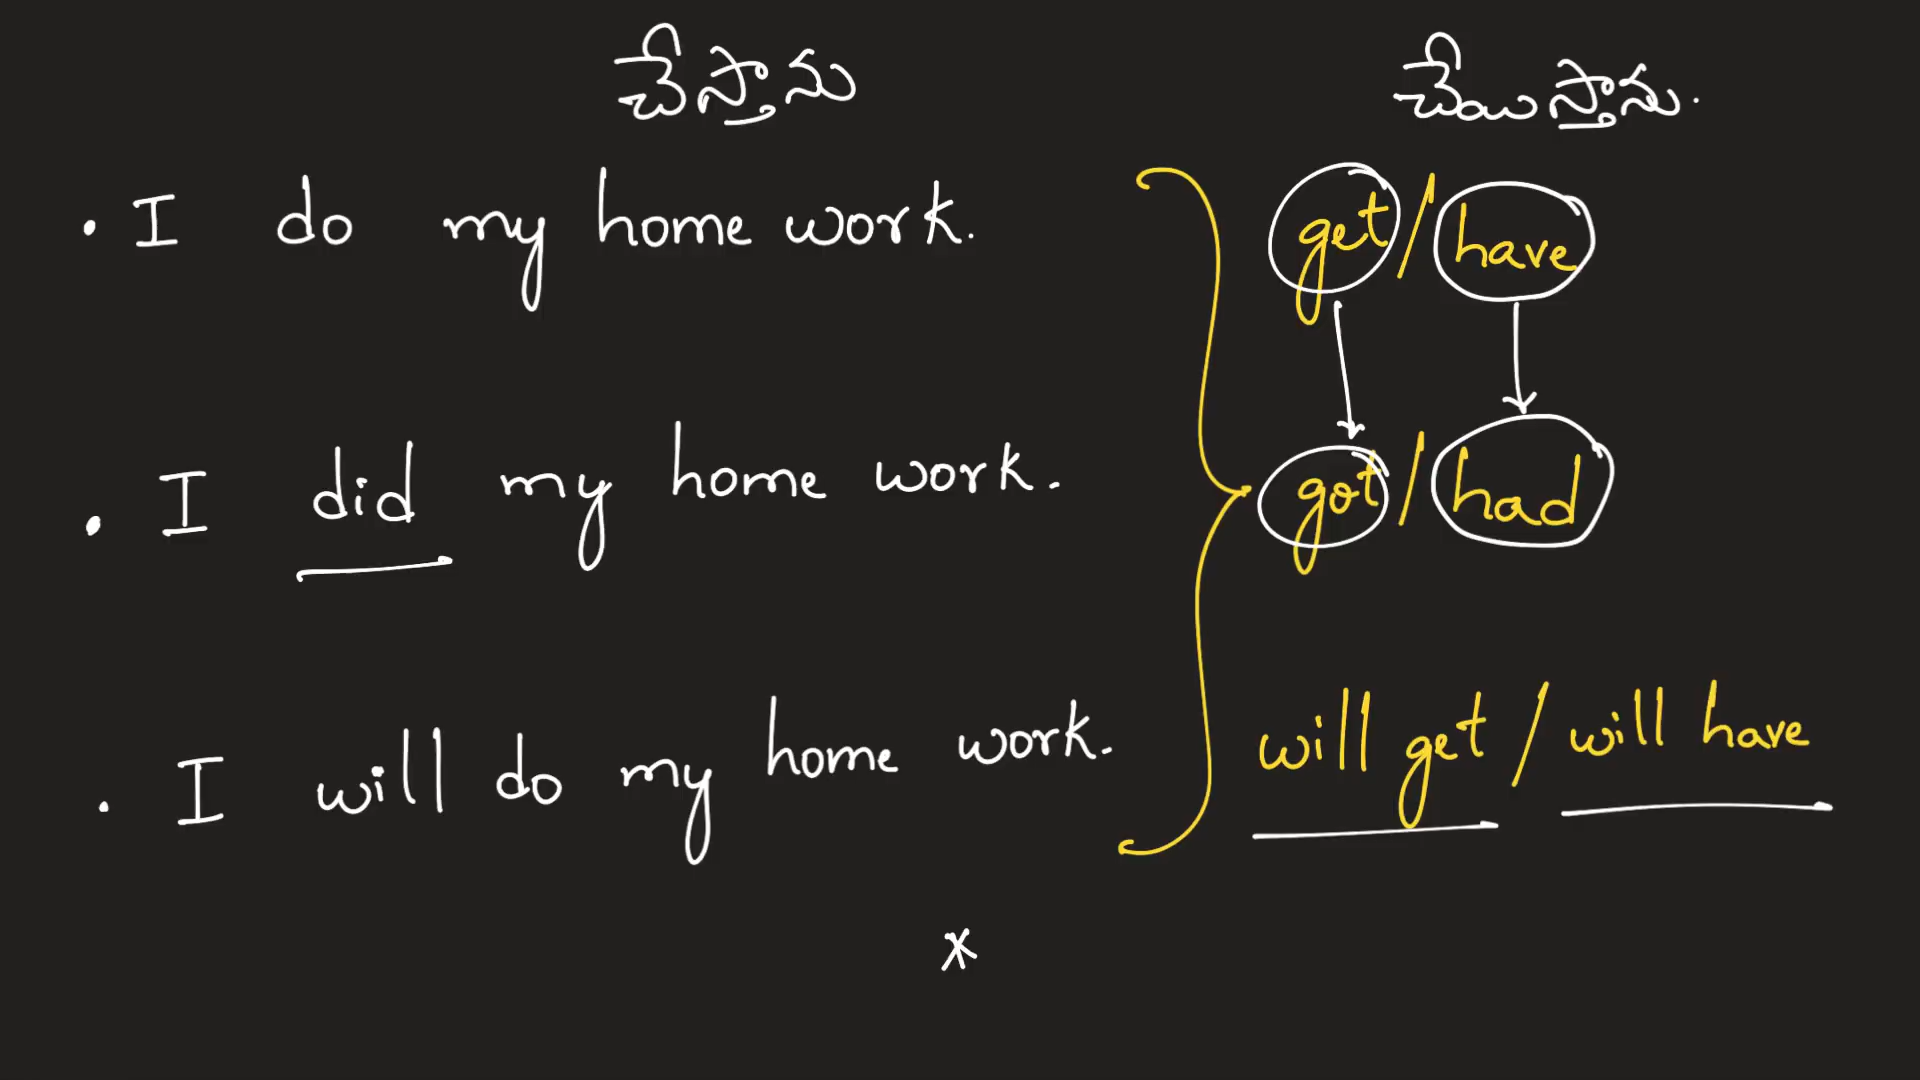 చేస్తాను చేయిస్తాను.
• I do my home work. get / have
• I did my home work. got / had
• I will do my home work. will get / will have
*